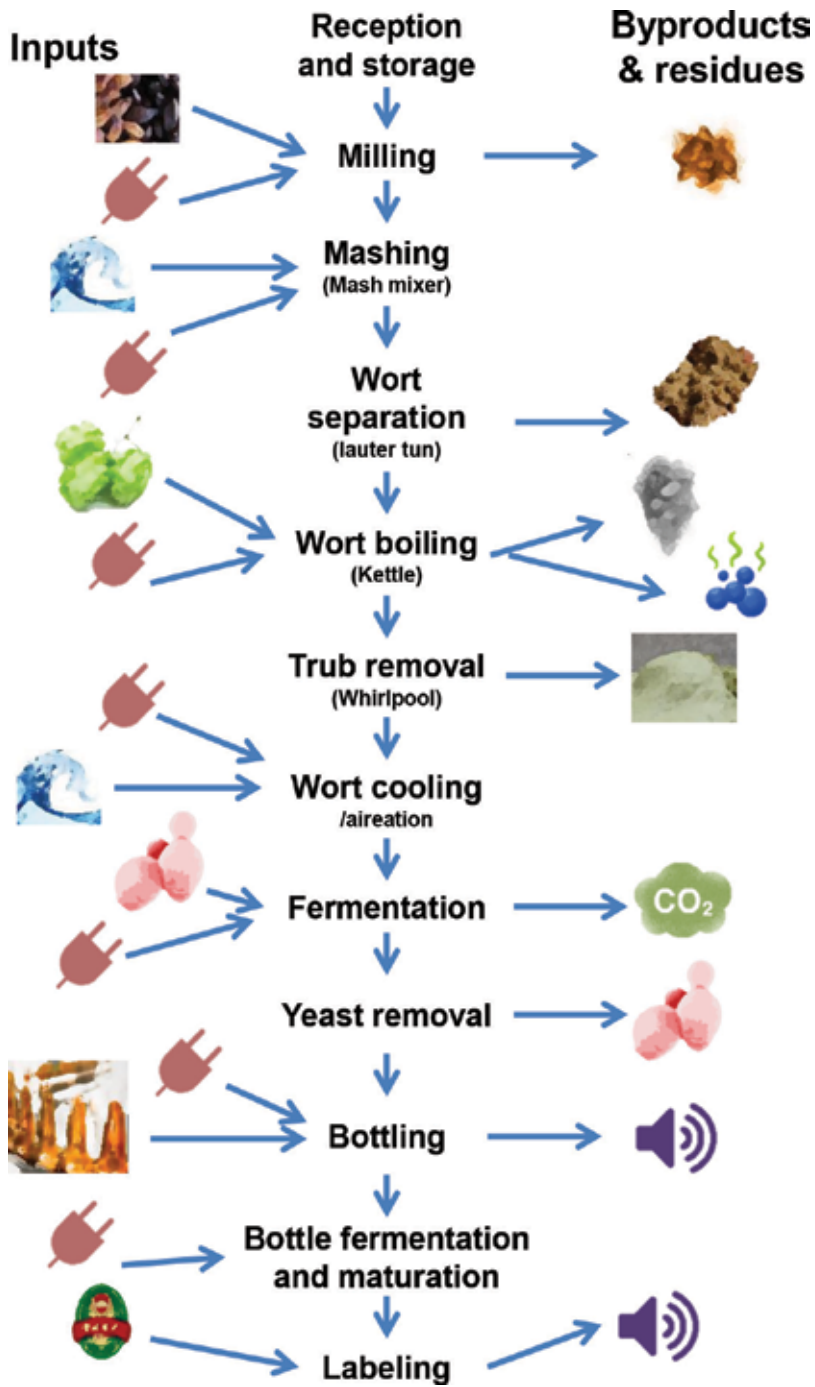 Inputs
Reception
and storage
Byproducts
& residues
Milling
Mashing
(Mash mixer)
Wort
separation
(lauter tun)
Wort boiling
(Kettle)
Trub removal
(Whirlpool)
Wort cooling
/aireation
Fermentation
CO₂
Yeast removal
Bottling
Bottle fermentation
and maturation
Labeling